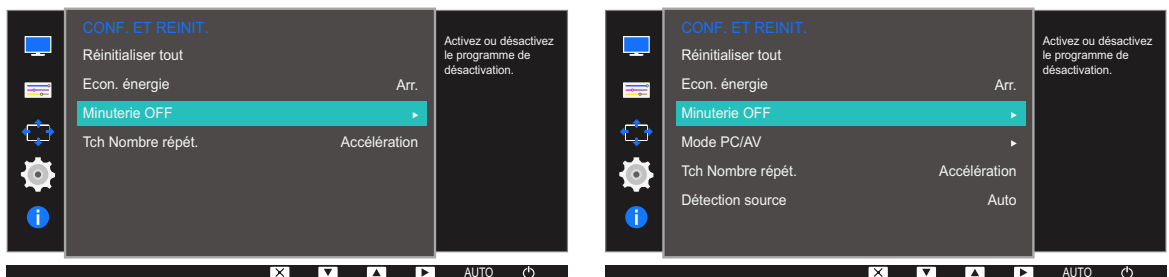 CONF. ET REINIT.
Réinitialiser tout
Econ. énergie Arr.
Minuterie OFF
Tch Nombre répét. Accélération
Activez ou désactivez
le programme de
désactivation.
AUTO
CONF. ET REINIT.
Réinitialiser tout
Econ. énergie Arr.
Minuterie OFF
Mode PC/AV
Tch Nombre répét. Accélération
Détection source Auto
Activez ou désactivez
le programme de
désactivation.
AUTO